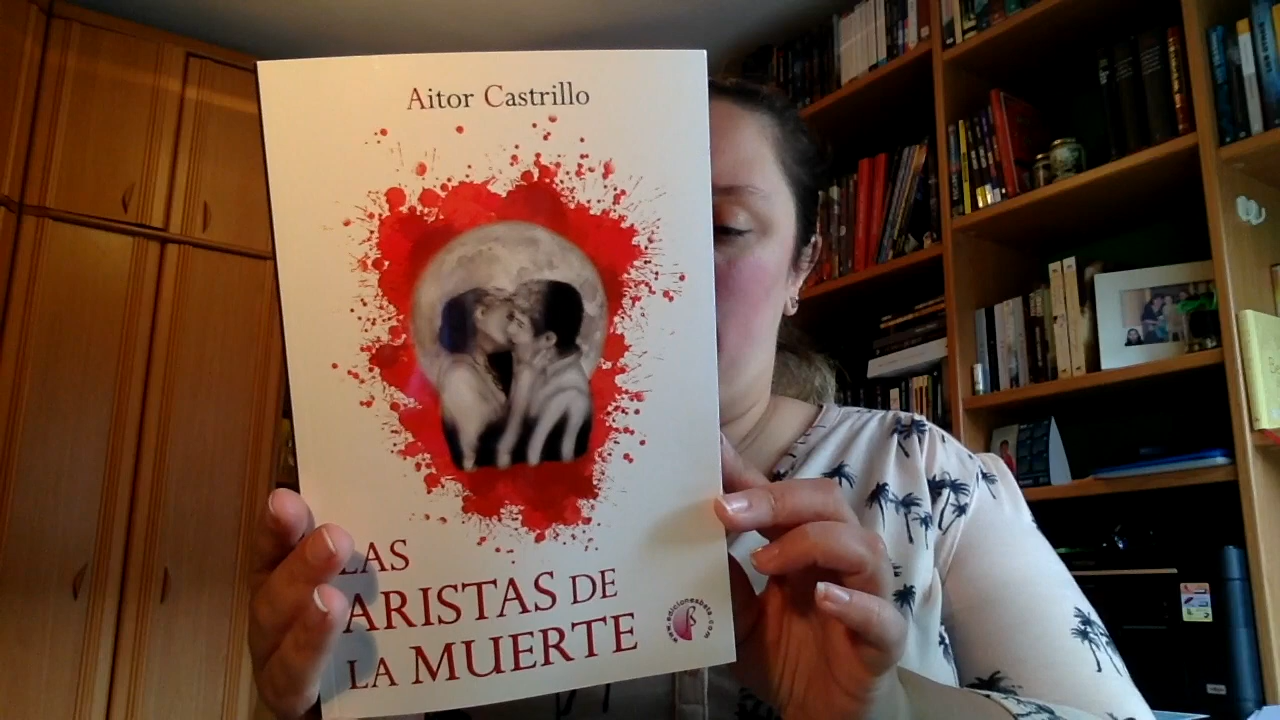 Aitor Castrillo
LAS
ARISTAS DE
LA MUERTE
www.edicionesbeta.com